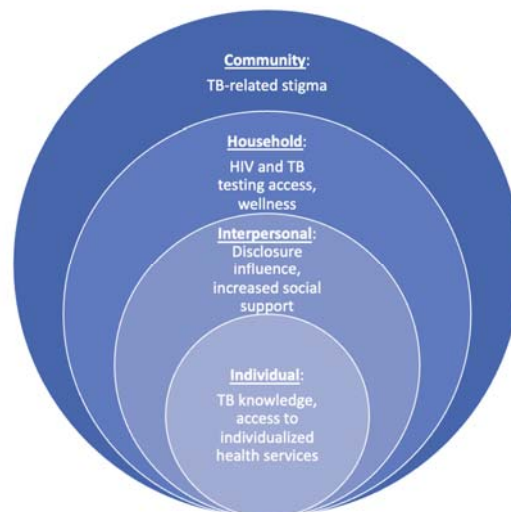 Community:
TB-related stigma
Household:
HIV and TB
testing access,
wellness
Interpersonal:
Disclosure
influence,
increased social
support
Individual:
TB knowledge,
access to
individualized
health services